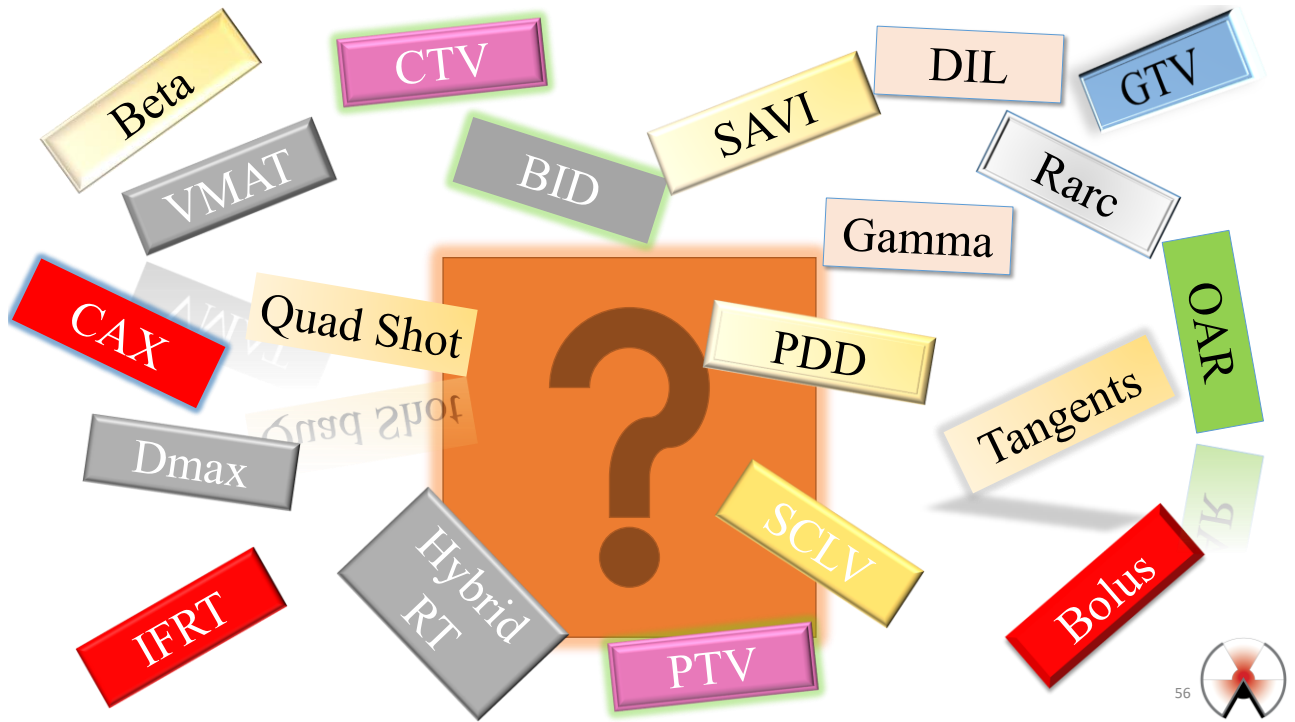 Beta
CTV
SAVI
DIL
GTV
VMAT
BID
Rarc
Gamma
CAX
Quad Shot
PDD
OAR
Tangents
Dmax
SCLV
Hybrid
RT
IFRT
PTV
Bolus
56